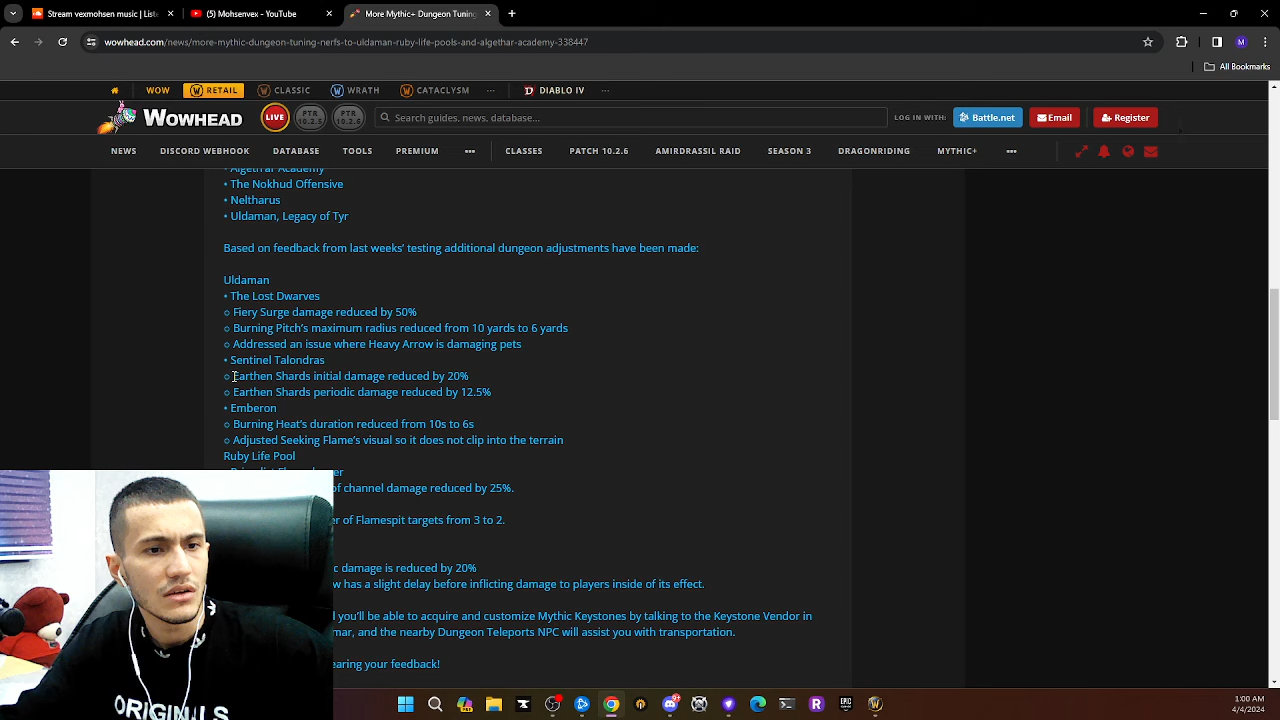 Stream vexmohsen music | List
(5) Mohsenvex - YouTube
More Mythic+ Dungeon Tuning
wowhead.com/news/more-mythic-dungeon-tuning-nerfs-to-uldaman-ruby-life-pools-and-algethar-academy-338447
M
All Bookmarks
WOW
RETAIL
CLASSIC
WRATH
CATACLYSM
DIABLO IV
WOWHEAD
LIVE
PTR 10.2.5
PTR 10.2.6
Search guides, news, database...
LOG IN WITH:
Battle.net
Email
Register
NEWS
DISCORD WEBHOOK
DATABASE
TOOLS
PREMIUM
CLASSES
PATCH 10.2.6
AMIRDRASSIL RAID
SEASON 3
DRAGONRIDING
MYTHIC+
• Algeth'ar Academy
• The Nokhud Offensive
• Neltharus
• Uldaman, Legacy of Tyr
Based on feedback from last weeks' testing additional dungeon adjustments have been made:
Uldaman
• The Lost Dwarves
○ Fiery Surge damage reduced by 50%
○ Burning Pitch's maximum radius reduced from 10 yards to 6 yards
○ Addressed an issue where Heavy Arrow is damaging pets
• Sentinel Talondras
○ Earthen Shards initial damage reduced by 20%
○ Earthen Shards periodic damage reduced by 12.5%
• Emberon
○ Burning Heat's duration reduced from 10s to 6s
○ Adjusted Seeking Flame's visual so it does not clip into the terrain
Ruby Life Pool
of channel damage reduced by 25%.
er of Flamespit targets from 3 to 2.
c damage is reduced by 20%
w has a slight delay before inflicting damage to players inside of its effect.
you'll be able to acquire and customize Mythic Keystones by talking to the Keystone Vendor in
mar, and the nearby Dungeon Teleports NPC will assist you with transportation.
earing your feedback!
ORIGINALS
9+
1:00 AM
4/4/2024